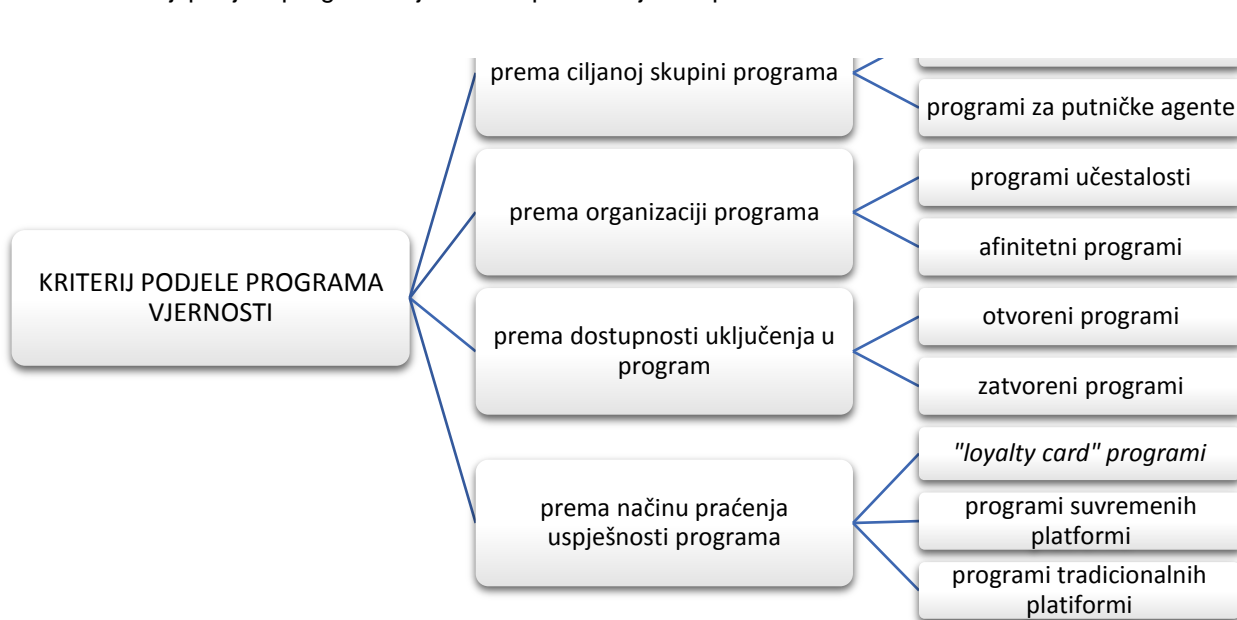 prema ciljanoj skupini programa
programi za putničke agente
KRITERIJ PODJELE PROGRAMA
VJERNOSTI
prema organizaciji programa
programi učestalosti
afinitetni programi
prema dostupnosti uključenja u
program
otvoreni programi
zatvoreni programi
prema načinu praćenja
uspješnosti programa
"loyalty card" programi
programi suvremenih
platformi
programi tradicionalnih
platiformi